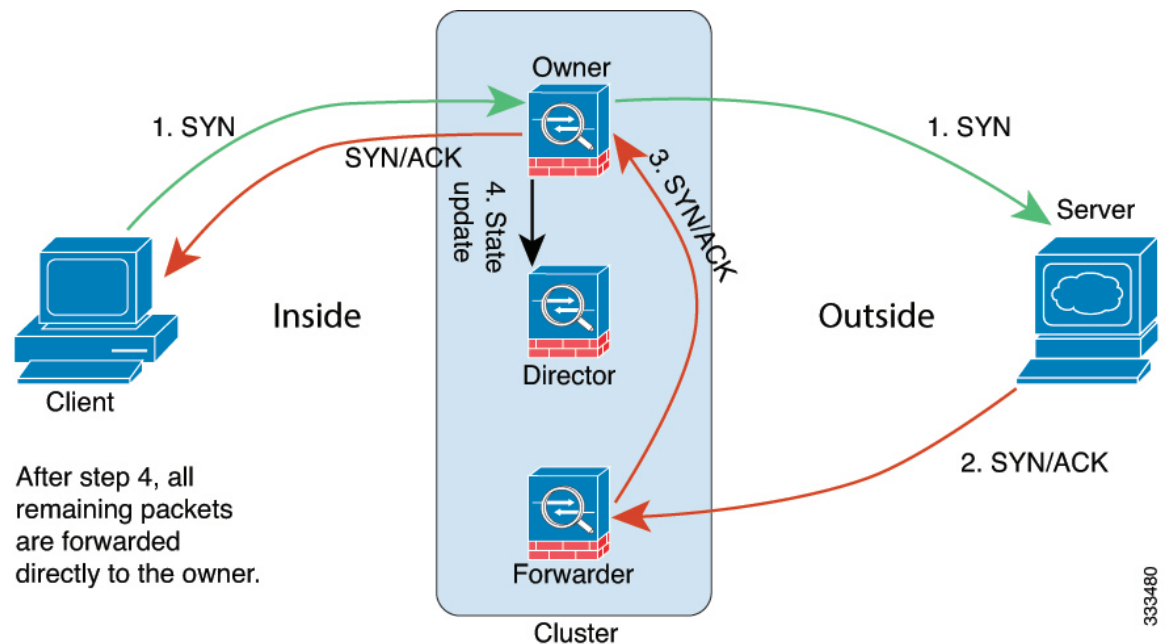 Owner
1. SYN
1. SYN
SYN/ACK
3. SYN/ACK
4. State
update
Server
Inside
Outside
Director
Client
2. SYN/ACK
After step 4, all
remaining packets
are forwarded
directly to the owner.
Forwarder
Cluster
333480